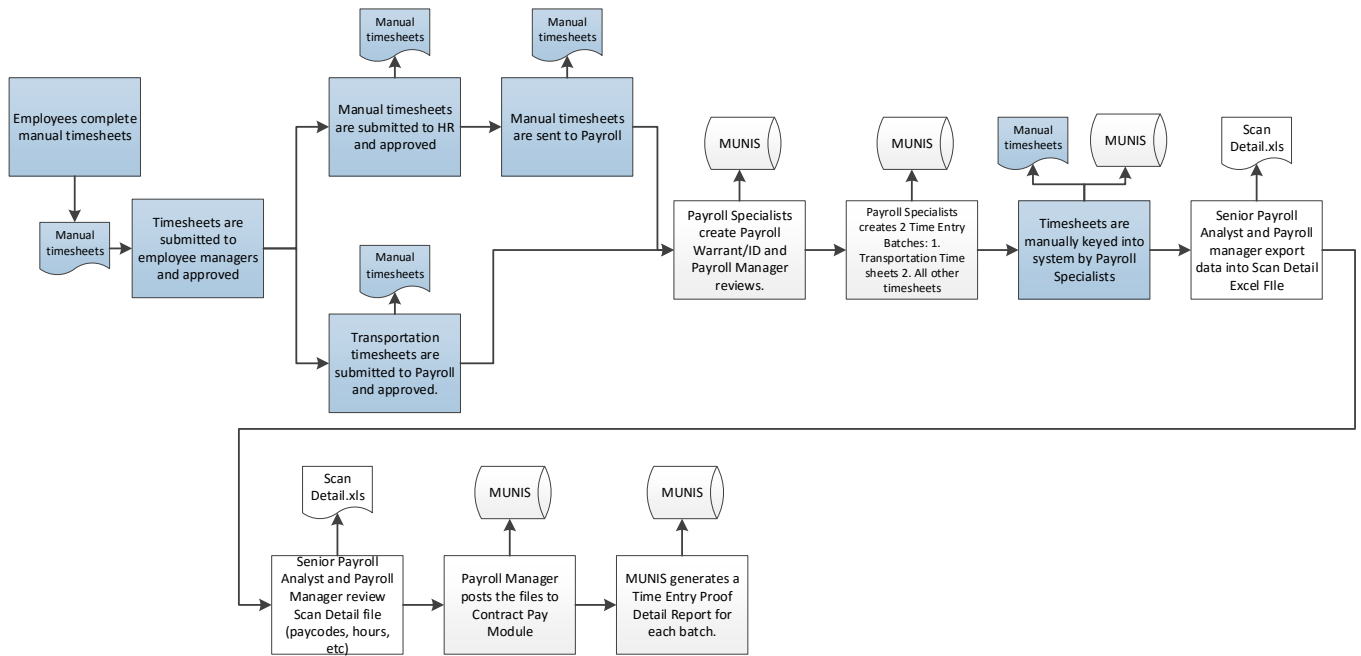 Employees complete
manual timesheets
Manual
timesheets
Timesheets are
submitted to
employee managers
and approved
Manual
timesheets
Manual timesheets
are submitted to HR
and approved
Manual
timesheets
Manual timesheets
are sent to Payroll
Manual
timesheets
Transportation
timesheets are
submitted to Payroll
and approved.
MUNIS
Payroll Specialists
create Payroll
Warrant/ID and
Payroll Manager
reviews.
MUNIS
Payroll Specialists
creates 2 Time Entry
Batches: 1.
Transportation Time
sheets 2. All other
timesheets
Manual
timesheets
MUNIS
Timesheets are
manually keyed into
system by Payroll
Specialists
Scan
Detail.xls
Senior Payroll
Analyst and Payroll
manager export
data into Scan Detail
Excel FIle
Scan
Detail.xls
Senior Payroll
Analyst and Payroll
Manager review
Scan Detail file
(paycodes, hours,
etc)
MUNIS
Payroll Manager
posts the files to
Contract Pay
Module
MUNIS
MUNIS generates a
Time Entry Proof
Detail Report for
each batch.